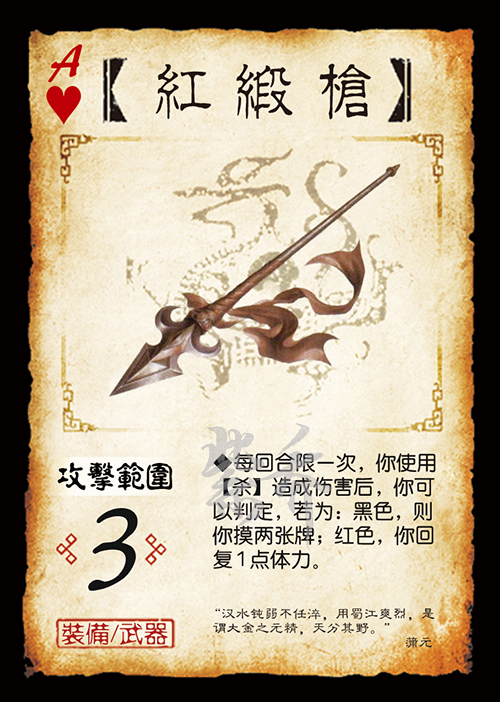 A
【紅緞槍】
攻擊範圍
3
裝備/武器
◆每回合限一次，你使用
【杀】造成伤害后，你可
以判定，若为：黑色，则
你摸两张牌；红色，你回
复1点体力。
“汉水钝弱不任淬，用蜀江爽烈，是
谓大金之元精，天分其野。”
蒲元